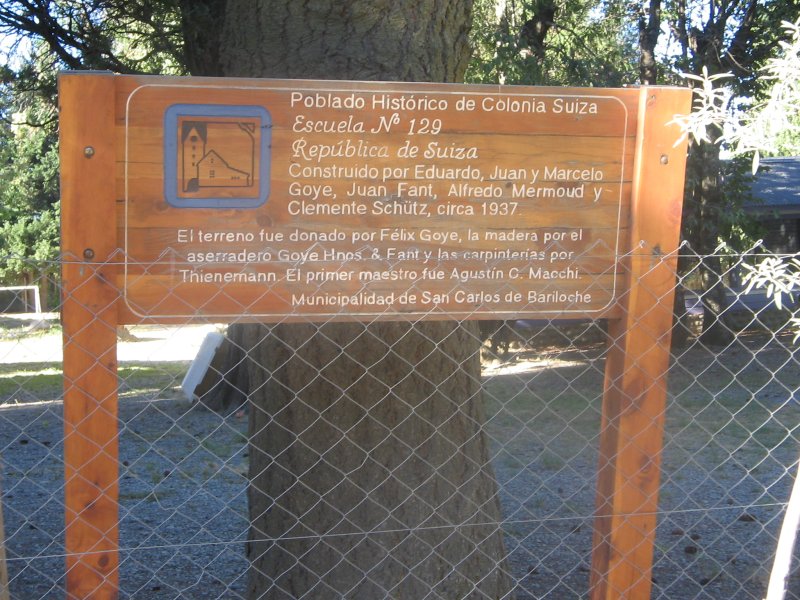 Poblado Histórico de Colonia Suiza
Escuela Nº 129
República de Suiza
Construido por Eduardo, Juan y Marcelo
Goye, Juan Fant, Alfredo Mermoud y
Clemente Schütz, circa 1937.
El terreno fue donado por Félix Goye, la madera por el
aserradero Goye Hnos. & Fant y las carpinterías por
Thienemann. El primer maestro fue Agustín C. Macchi.
Municipalidad de San Carlos de Bariloche